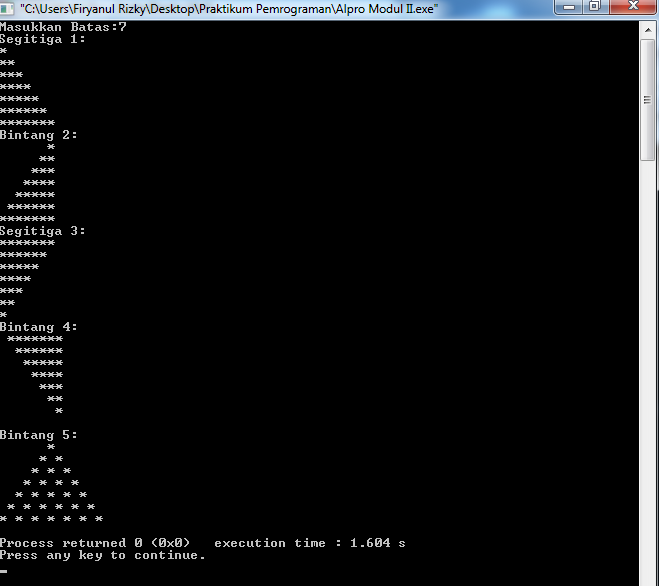 "C:\Users\Firyanul Rizky\Desktop\Praktikum Pemrograman\Alpro Modul II.exe"
Masukkan Batas:7
Segitiga 1:
*
**
***
****
*****
******
*******
Bintang 2:
      *
     **
    ***
   ****
  *****
 ******
*******
Segitiga 3:
*******
******
*****
****
***
**
*
Bintang 4:
 *******
  ******
   *****
    ****
     ***
      **
       *

Bintang 5:
      *
     * *
    * * *
   * * * *
  * * * * *
 * * * * * *
* * * * * * *

Process returned 0 (0x0)   execution time : 1.604 s
Press any key to continue.